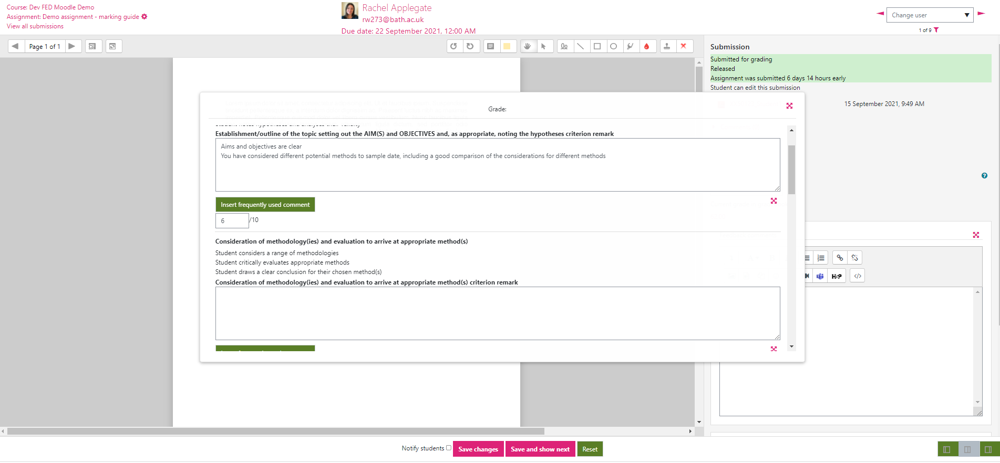 Course: Dev FED Moodle Demo
Assignment: Demo assignment - marking guide
View all submissions
Rachel Applegate
rw273@bath.ac.uk
Due date: 22 September 2021, 12:00 AM
Change user
1 of 9
Page 1 of 1
Submission
Submitted for grading
Released
Assignment was submitted 6 days 14 hours early
Student can edit this submission
15 September 2021, 9:49 AM
Grade:
Student notes hypotheses and analyses their validity
Establishment/outline of the topic setting out the AIM(S) and OBJECTIVES and, as appropriate, noting the hypotheses criterion remark
Aims and objectives are clear
You have considered different potential methods to sample date, including a good comparison of the considerations for different methods
Insert frequently used comment
6 /10
Consideration of methodology(ies) and evaluation to arrive at appropriate method(s)
Student considers a range of methodologies
Student critically evaluates appropriate methods
Student draws a clear conclusion for their chosen method(s)
Consideration of methodology(ies) and evaluation to arrive at appropriate method(s) criterion remark
H5P
</>
Notify students
Save changes
Save and show next
Reset